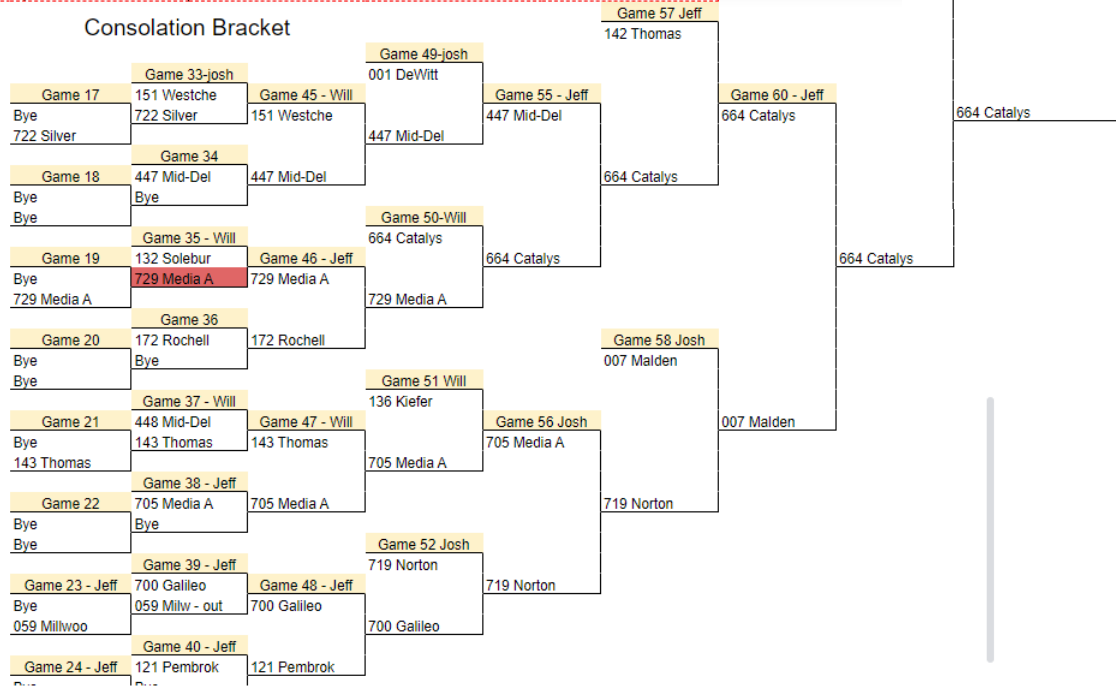 Consolation Bracket
Game 17
Bye
722 Silver
Game 18
Bye
Bye
Game 19
Bye
729 Media A
Game 20
Bye
Bye
Game 21
Bye
143 Thomas
Game 22
Bye
Bye
Game 23 - Jeff
Bye
059 Millwoo
Game 24 - Jeff
Bye
Game 33-josh
151 Westche
722 Silver
Game 34
447 Mid-Del
Bye
Game 35 - Will
132 Solebur
729 Media A
Game 36
172 Rochell
Bye
Game 37 - Will
448 Mid-Del
143 Thomas
Game 38 - Jeff
705 Media A
Bye
Game 39 - Jeff
700 Galileo
059 Milw - out
Game 40 - Jeff
121 Pembrok
Bye
Game 45 - Will
151 Westche
447 Mid-Del
Game 46 - Jeff
729 Media A
172 Rochell
Game 47 - Will
143 Thomas
705 Media A
Game 48 - Jeff
700 Galileo
121 Pembrok
Game 49-josh
001 DeWitt
447 Mid-Del
Game 50-Will
664 Catalys
729 Media A
Game 51 Will
136 Kiefer
705 Media A
Game 52 Josh
719 Norton
700 Galileo
Game 55 - Jeff
447 Mid-Del
664 Catalys
Game 56 Josh
705 Media A
719 Norton
Game 57 Jeff
142 Thomas
664 Catalys
Game 58 Josh
007 Malden
719 Norton
Game 60 - Jeff
664 Catalys
007 Malden
664 Catalys
664 Catalys